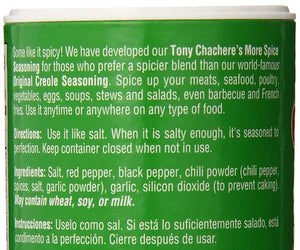 Some like it spicy! We have developed our Tony Chachere's More Spice
Seasoning for those who prefer a spicier blend than our world-famous
Original Creole Seasoning. Spice up your meats, seafood, poultry,
vegetables, eggs, soups, stews and salads, even barbecue and French
fries. Use it anytime or anywhere on any type of food.
Directions: Use it like salt. When it is salty enough, it's seasoned to
perfection. Keep container closed when not in use.
Ingredients: Salt, red pepper, black pepper, chili powder (chili pepper,
spices, salt, garlic powder), garlic, silicon dioxide (to prevent caking).
May contain wheat, soy, or milk.
Instrucciones: Uselo como sal. Si está lo suficientemente salado, está
condimento a la perfección. Cierre después de usar.